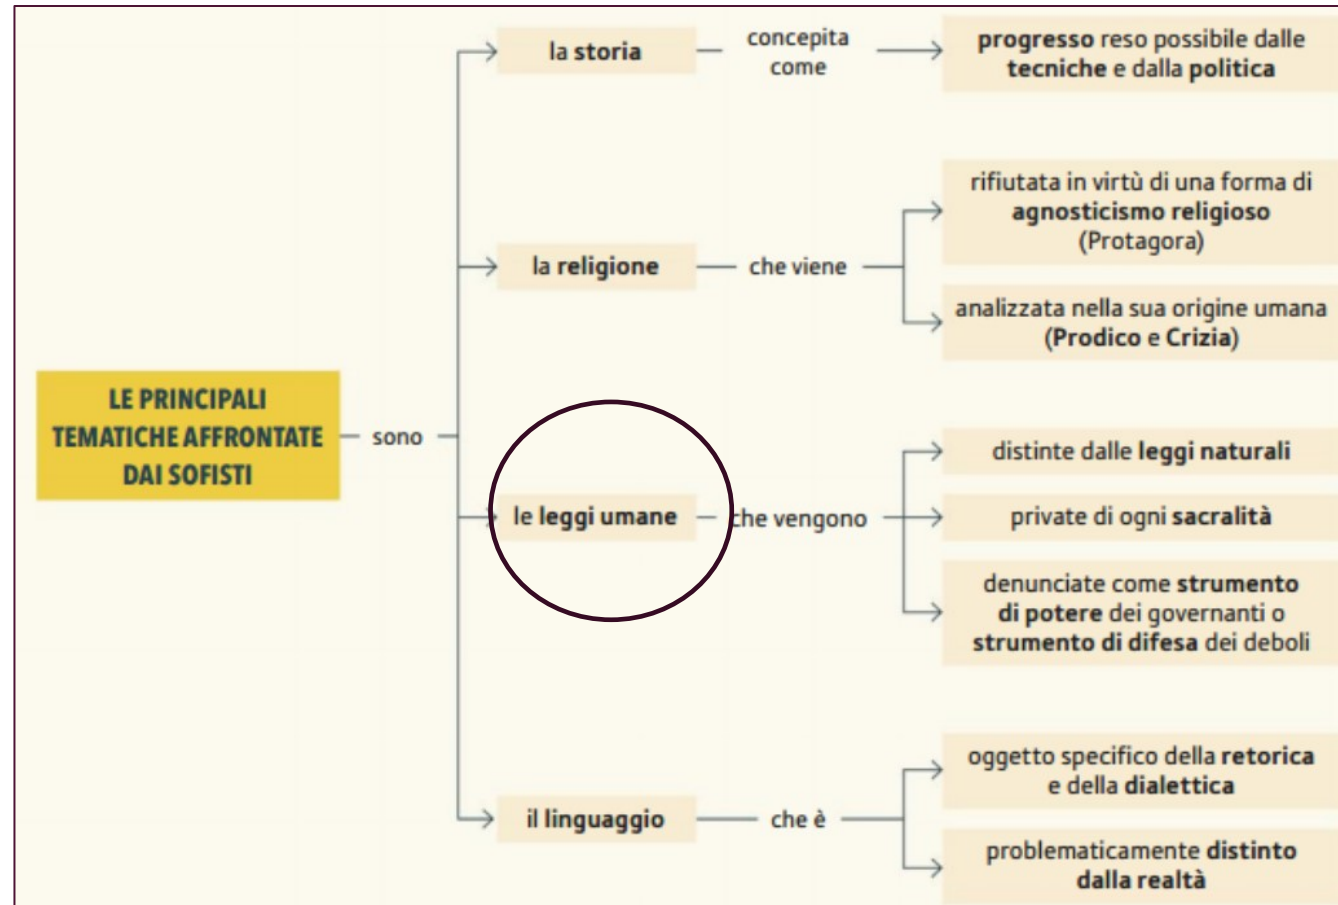 LE PRINCIPALI
TEMATICHE AFFRONTATE
DAI SOFISTI
sono
la storia
concepita
come
progresso reso possibile dalle
tecniche e dalla politica
la religione
che viene
rifiutata in virtù di una forma di
agnosticismo religioso
(Protagora)
analizzata nella sua origine umana
(Prodico e Crizia)
le leggi umane
che vengono
distinte dalle leggi naturali
private di ogni sacralità
denunciate come strumento
di potere dei governanti o
strumento di difesa dei deboli
il linguaggio
che è
oggetto specifico della retorica
e della dialettica
problematicamente distinto
dalla realtà